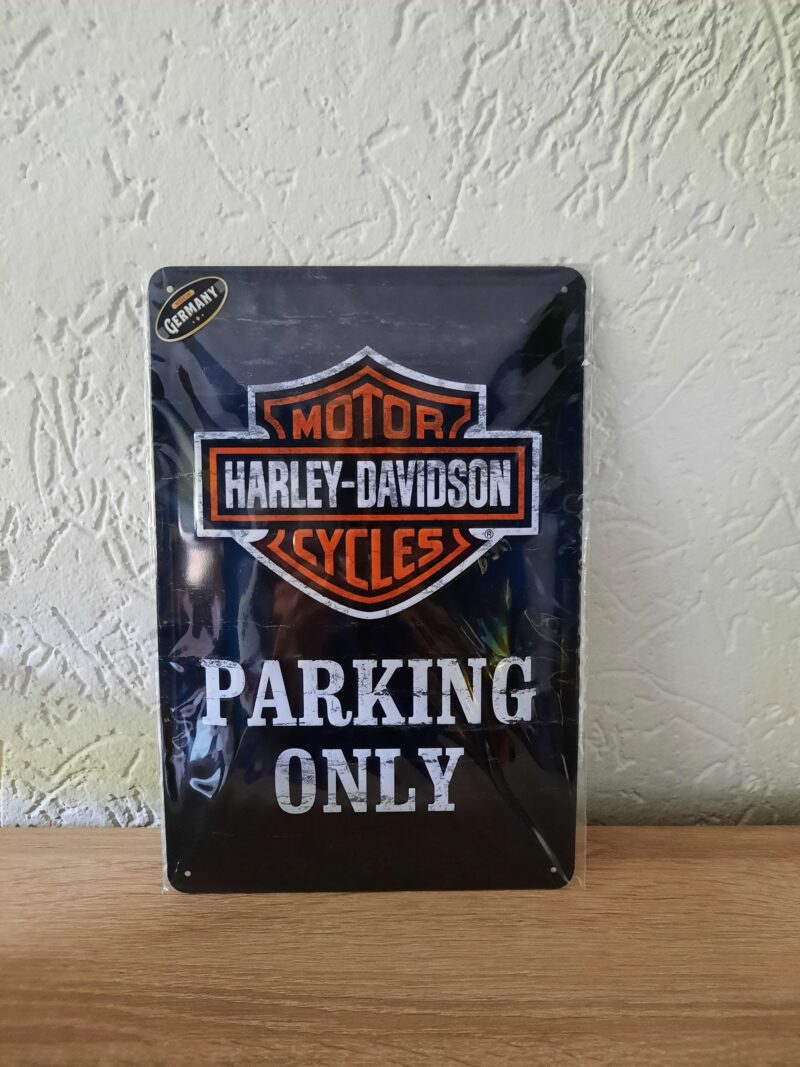 GERMANY
MOTOR
HARLEY-DAVIDSON
CYCLES
®
PARKING
ONLY